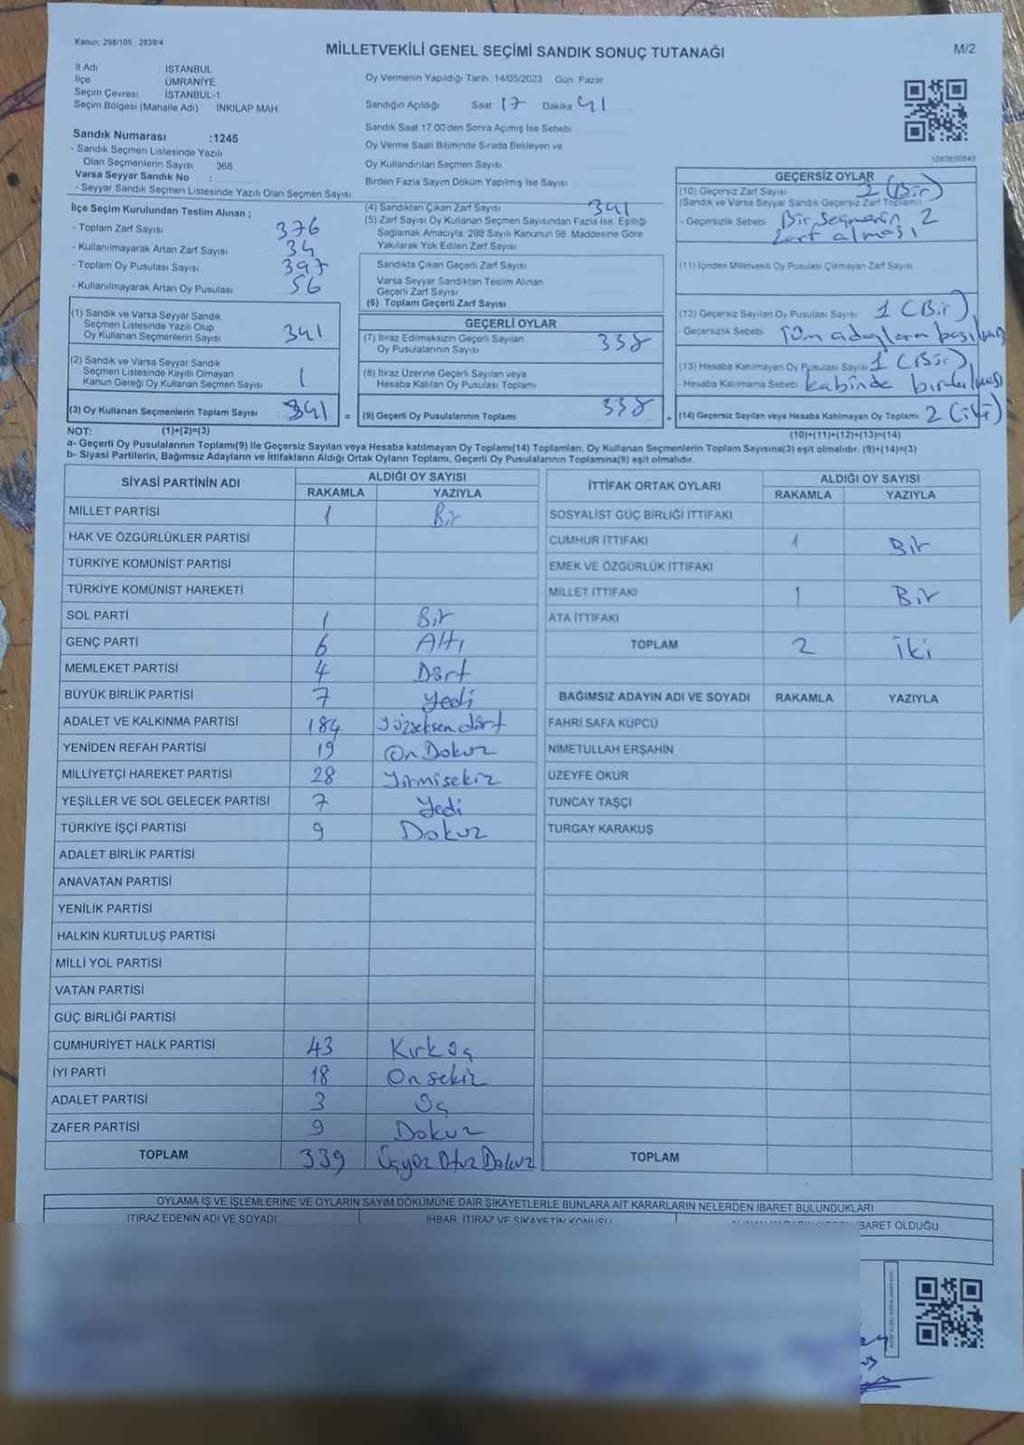 Kanun: 298/105 , 2839/4
MİLLETVEKİLİ GENEL SEÇİMİ SANDIK SONUÇ TUTANAĞI
M/2
İl Adı İSTANBUL
İlçe ÜMRANİYE
Seçim Çevresi İSTANBUL-1
Seçim Bölgesi (Mahalle Adı) İNKILAP MAH
Oy Vermenin Yapıldığı Tarih :14/05/2023 Gün Pazar
Sandığın Açıldığı Saat 17 Dakika 41
Sandık Saat 17.00'den Sonra Açımış İse Sebebi
Oy Verme Saati Bitiminde Sırada Bekleyen ve
Oy Kullandırılan Seçmen Sayısı
Birden Fazla Sayım Döküm Yapılmış İse Sayısı
Sandık Numarası :1245
- Sandık Seçmen Listesinde Yazılı
Olan Seçmenlerin Sayısı 368
Varsa Seyyar Sandık No :
- Seyyar Sandık Seçmen Listesinde Yazılı Olan Seçmen Sayısı
İlçe Seçim Kurulundan Teslim Alınan ;
- Toplam Zarf Sayısı 376
- Kullanılmayarak Artan Zarf Sayısı 34
- Toplam Oy Pusulası Sayısı 397
- Kullanılmayarak Artan Oy Pusulası 56
(1) Sandık ve Varsa Seyyar Sandık
Seçmen Listesinde Yazılı Olup
Oy Kullanan Seçmenlerin Sayısı 341
(2) Sandık ve Varsa Seyyar Sandık
Seçmen Listesinde Kayıtlı Olmayan
Kanun Gereği Oy Kullanan Seçmen Sayısı 1
(3) Oy Kullanan Seçmenlerin Toplam Sayısı 341 =
(1)+(2)=(3)
(4) Sandıktan Çıkan Zarf Sayısı 341
(5) Zarf Sayısı Oy Kullanan Seçmen Sayısından Fazla İse, Eşitliği
Sağlamak Amacıyla, 298 Sayılı Kanunun 98. Maddesine Göre
Yakılarak Yok Edilen Zarf Sayısı
Sandıkta Çıkan Geçerli Zarf Sayısı
Varsa Seyyar Sandıktan Teslim Alınan
Geçerli Zarf Sayısı
(6) Toplam Geçerli Zarf Sayısı
GEÇERLİ OYLAR
(7) İtiraz Edilmeksizin Geçerli Sayılan
Oy Pusulalarının Sayısı 338
(8) İtiraz Üzerine Geçerli Sayılan veya
Hesaba Katılan Oy Pusulası Toplamı
(9) Geçerli Oy Pusulalarının Toplamı 338 +
GEÇERSİZ OYLAR
(10) Geçersiz Zarf Sayısı (Bir)
(Sandık ve Varsa Seyyar Sandık Geçersiz Zarf Toplamı)
- Geçersizlik Sebebi Bir Seçmenin 2
Zarf alması
(11) İçinden Milletvekili Oy Pusulası Çıkmayan Zarf Sayısı
(12) Geçersiz Sayılan Oy Pusulası Sayısı 1 (Bir)
Geçersizlik Sebebi Tüm adaylara
(13) Hesaba Katılmayan Oy Pusulası Sayısı 1 (Bir)
- Hesaba Katılmama Sebebi kabinde
(14) Geçersiz Sayılan veya Hesaba Katılmayan Oy Toplamı 2 (iki)
(10)+(11)+(12)+(13)=(14)
NOT:
a- Geçerli Oy Pusulalarının Toplamı(9) ile Geçersiz Sayılan veya Hesaba katılmayan Oy Toplamı(14) Toplamları, Oy Kullanan Seçmenlerin Toplam Sayısına(3) eşit olmalıdır. (9)+(14)=(3)
b- Siyasi Partilerin, Bağımsız Adayların ve İttifakların Aldığı Ortak Oyların Toplamı, Geçerli Oy Pusulalarının Toplamına(9) eşit olmalıdır.
SİYASİ PARTİNİN ADI ALDIĞI OY SAYISI
RAKAMLA YAZIYLA
MİLLET PARTİSİ 1 Bir
HAK VE ÖZGÜRLÜKLER PARTİSİ
TÜRKİYE KOMÜNİST PARTİSİ
TÜRKİYE KOMÜNİST HAREKETİ
SOL PARTİ 1 Bir
GENÇ PARTİ 6 Altı
MEMLEKET PARTİSİ 4 Dört
BÜYÜK BİRLİK PARTİSİ 7 Yedi
ADALET VE KALKINMA PARTİSİ 184 Yüzseksendört
YENİDEN REFAH PARTİSİ 19 On Dokuz
MİLLİYETÇİ HAREKET PARTİSİ 28 Yirmisekiz
YEŞİLLER VE SOL GELECEK PARTİSİ 7 Yedi
TÜRKİYE İŞÇİ PARTİSİ 9 Dokuz
ADALET BİRLİK PARTİSİ
ANAVATAN PARTİSİ
YENİLİK PARTİSİ
HALKIN KURTULUŞ PARTİSİ
MİLLİ YOL PARTİSİ
VATAN PARTİSİ
GÜÇ BİRLİĞİ PARTİSİ
CUMHURİYET HALK PARTİSİ 43 Kırk üç
İYİ PARTİ 18 Onsekiz
ADALET PARTİSİ 3 üç
ZAFER PARTİSİ 9 Dokuz
TOPLAM 339 Üçyüz Otuz Dokuz
İTTİFAK ORTAK OYLARI ALDIĞI OY SAYISI
RAKAMLA YAZIYLA
SOSYALİST GÜÇ BİRLİĞİ İTTİFAKI
CUMHUR İTTİFAKI 1 Bir
EMEK VE ÖZGÜRLÜK İTTİFAKI
MİLLET İTTİFAKI 1 Bir
ATA İTTİFAKI
TOPLAM 2 İki
BAĞIMSIZ ADAYIN ADI VE SOYADI RAKAMLA YAZIYLA
FAHRİ SAFA KÜPCÜ
NİMETULLAH ERŞAHİN
ÜZEYFE OKUR
TUNCAY TAŞÇI
TURGAY KARAKUŞ
TOPLAM
OYLAMA İŞ VE İŞLEMLERİNE VE OYLARIN SAYIM DÖKÜMÜNE DAİR ŞİKAYETLERLE BUNLARA AİT KARARLARIN NELERDEN İBARET BULUNDUKLARI
İTİRAZ EDENİN ADI VE SOYADI İHBAR, İTİRAZ VE ŞİKAYETİN KONUSU
İBARET OLDUĞU